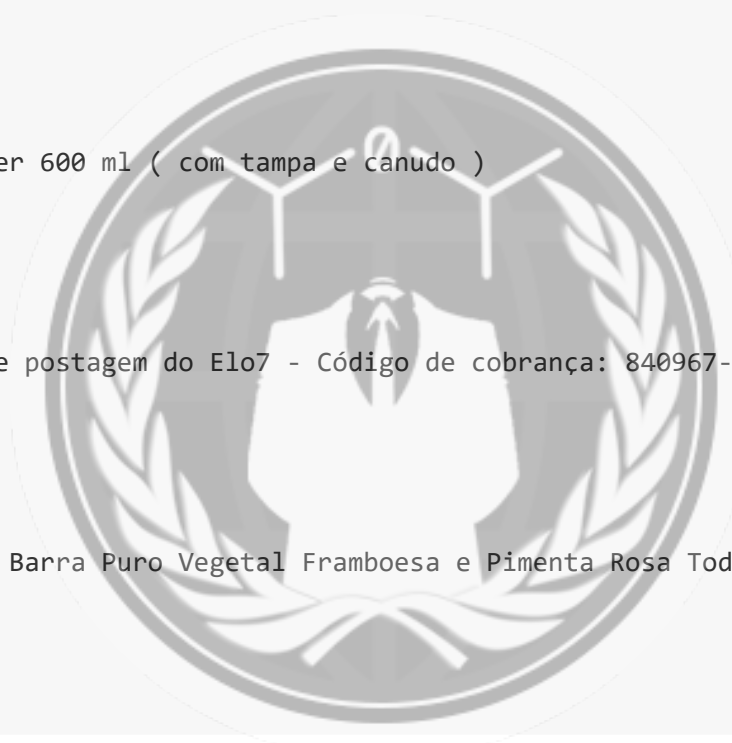 er 600 ml ( com tampa e canudo )
e postagem do Elo7 - Código de cobrança: 840967-
Barra Puro Vegetal Framboesa e Pimenta Rosa Tod